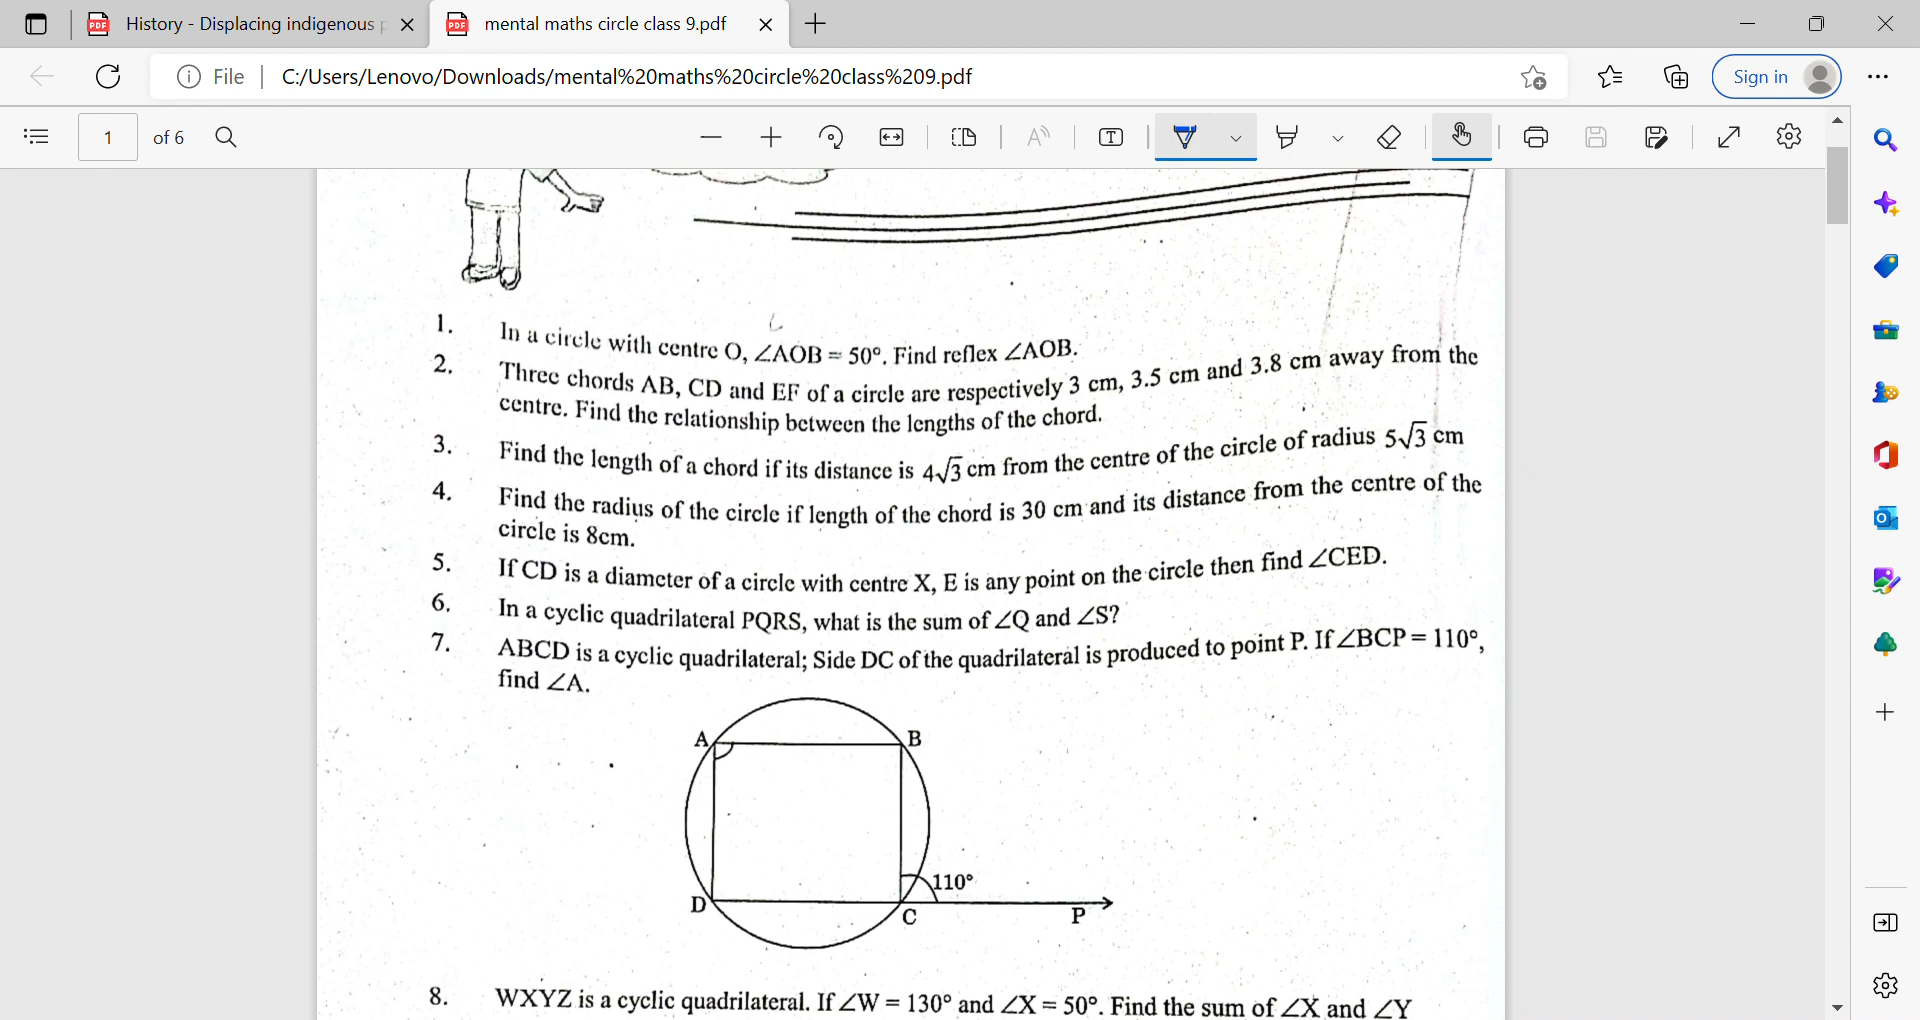 History - Displacing indigenous p
mental maths circle class 9.pdf
File
C:/Users/Lenovo/Downloads/mental%20maths%20circle%20class%209.pdf
Sign in
1 of 6
1. In a circle with centre O, ∠AOB = 50°. Find reflex ∠AOB.
2. Three chords AB, CD and EF of a circle are respectively 3 cm, 3.5 cm and 3.8 cm away from the
centre. Find the relationship between the lengths of the chord.
3. Find the length of a chord if its distance is 4√3 cm from the centre of the circle of radius 5√3 cm
4. Find the radius of the circle if length of the chord is 30 cm and its distance from the centre of the
circle is 8cm.
5. If CD is a diameter of a circle with centre X, E is any point on the circle then find ∠CED.
6. In a cyclic quadrilateral PQRS, what is the sum of ∠Q and ∠S?
7. ABCD is a cyclic quadrilateral; Side DC of the quadrilateral is produced to point P. If ∠BCP = 110°,
find ∠A.
A B
110°
D C P
8. WXYZ is a cyclic quadrilateral. If ∠W = 130° and ∠X = 50°. Find the sum of ∠X and ∠Y